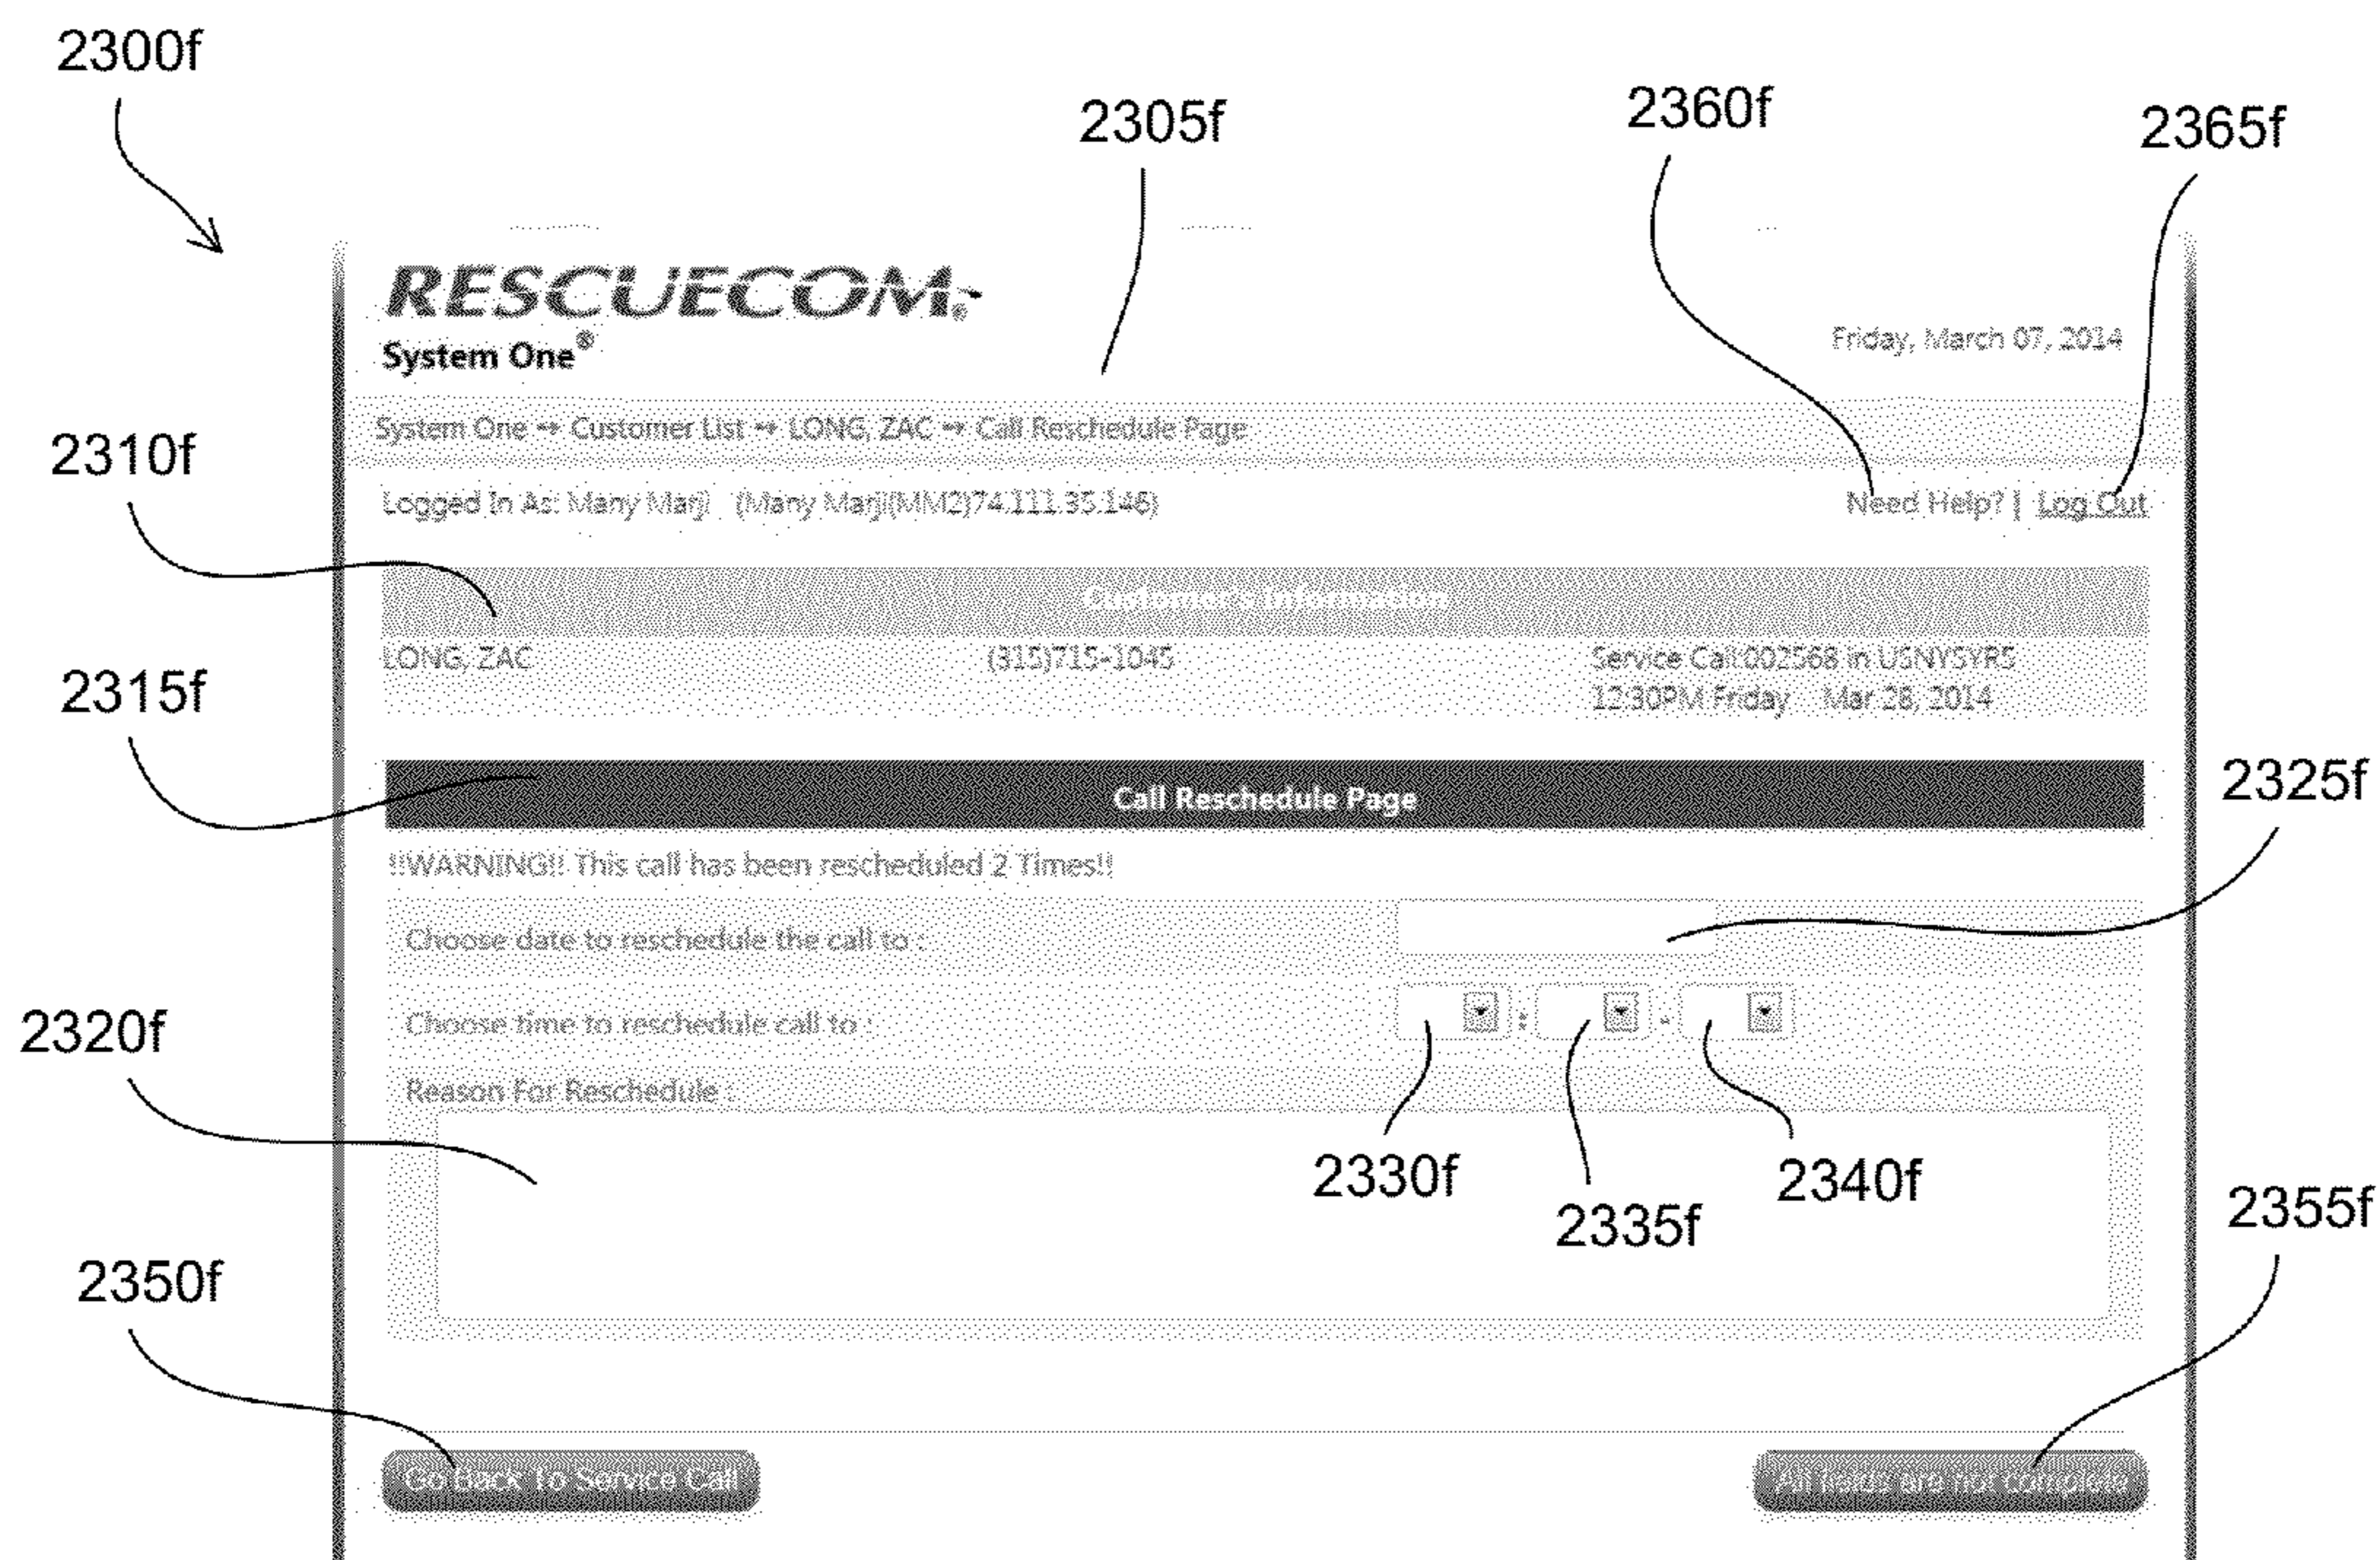 2300f
2305f
2360f
2365f
RESCUECOM®
System One®
Friday, March 07, 2014
System One → Customer List → LONG, ZAC → Call Reschedule Page
2310f
Logged In As: Many Marji (Many Marji(MM2)74.111.35.146)
Need Help? | Log Out
Customer's Information
2315f
LONG, ZAC
(315)715-1045
Service Call:002568 in USNYSYR5
12:30PM Friday Mar 28, 2014
Call Reschedule Page
2325f
!!WARNING!! This call has been rescheduled 2 Times!!
Choose date to reschedule the call to :
2320f
Choose time to reschedule call to :
: -
Reason For Reschedule :
2330f
2335f
2340f
2355f
2350f
Go Back To Service Call
All fields are not complete